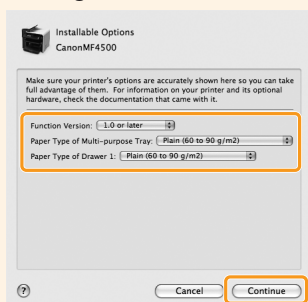 Installable Options
CanonMF4500
Make sure your printer's options are accurately shown here so you can take
full advantage of them. For information on your printer and its optional
hardware, check the documentation that came with it.
Function Version: 1.0 or later
Paper Type of Multi-purpose Tray: Plain (60 to 90 g/m2)
Paper Type of Drawer 1: Plain (60 to 90 g/m2)
? Cancel Continue